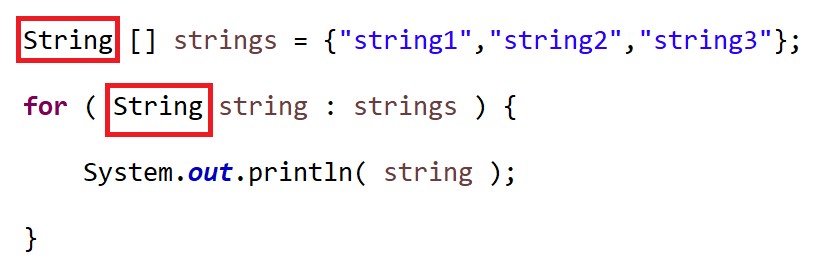 String [] strings = {"string1","string2","string3"};
for ( String string : strings ) {
System.out.println( string );
}